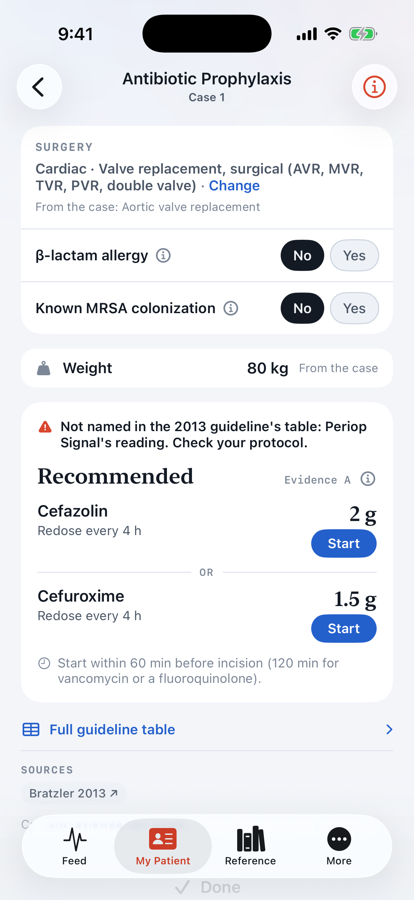 9:41
Antibiotic Prophylaxis
Case 1
SURGERY
Cardiac · Valve replacement, surgical (AVR, MVR,
TVR, PVR, double valve) · Change
From the case: Aortic valve replacement
β-lactam allergy
No
Yes
Known MRSA colonization
No
Yes
Weight
80 kg
From the case
Not named in the 2013 guideline's table: Periop
Signal's reading. Check your protocol.
Recommended
Evidence A
Cefazolin
2 g
Redose every 4 h
Start
OR
Cefuroxime
1.5 g
Redose every 4 h
Start
Start within 60 min before incision (120 min for
vancomycin or a fluoroquinolone).
Full guideline table
SOURCES
Bratzler 2013 ↗
Feed
My Patient
Reference
More
Done